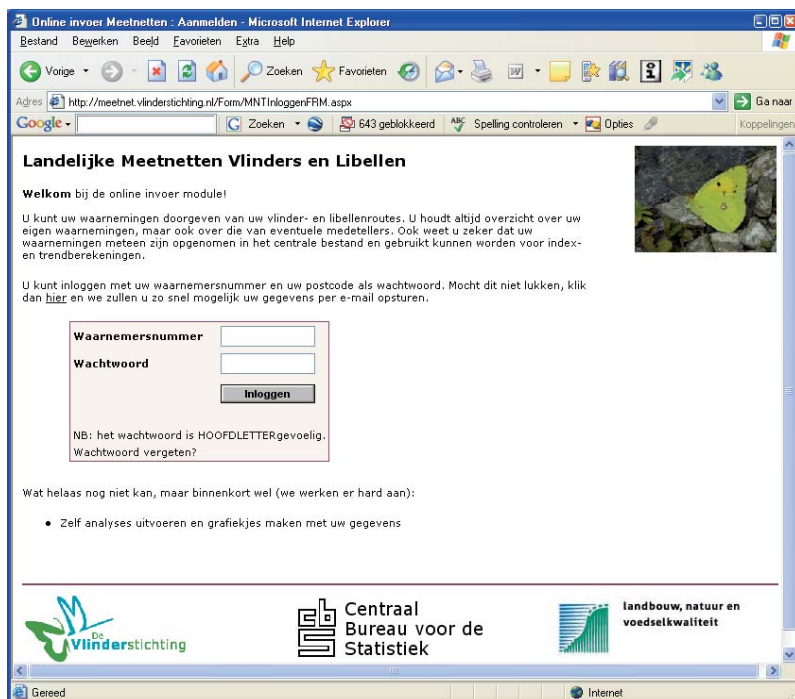 Online invoer Meetnetten : Aanmelden - Microsoft Internet Explorer
Bestand Bewerken Beeld Favorieten Extra Help
Vorige Zoeken Favorieten
Adres http://meetnet.vlinderstichting.nl/Form/MNTInloggenFRM.aspx Ga naar
Google Zoeken 643 geblokkeerd ABC Spelling controleren Opties Koppelingen
Landelijke Meetnetten Vlinders en Libellen
Welkom bij de online invoer module!
U kunt uw waarnemingen doorgeven van uw vlinder- en libellenroutes. U houdt altijd overzicht over uw
eigen waarnemingen, maar ook over die van eventuele medetellers. Ook weet u zeker dat uw
waarnemingen meteen zijn opgenomen in het centrale bestand en gebruikt kunnen worden voor index-
en trendberekeningen.
U kunt inloggen met uw waarnemersnummer en uw postcode als wachtwoord. Mocht dit niet lukken, klik
dan hier en we zullen u zo snel mogelijk uw gegevens per e-mail opsturen.
Waarnemersnummer
Wachtwoord
Inloggen
NB: het wachtwoord is HOOFDLETTERgevoelig.
Wachtwoord vergeten?
Wat helaas nog niet kan, maar binnenkort wel (we werken er hard aan):
• Zelf analyses uitvoeren en grafiekjes maken met uw gegevens
De
Vlinderstichting
cbs
Centraal
Bureau voor de
Statistiek
landbouw, natuur en
voedselkwaliteit
Gereed Internet